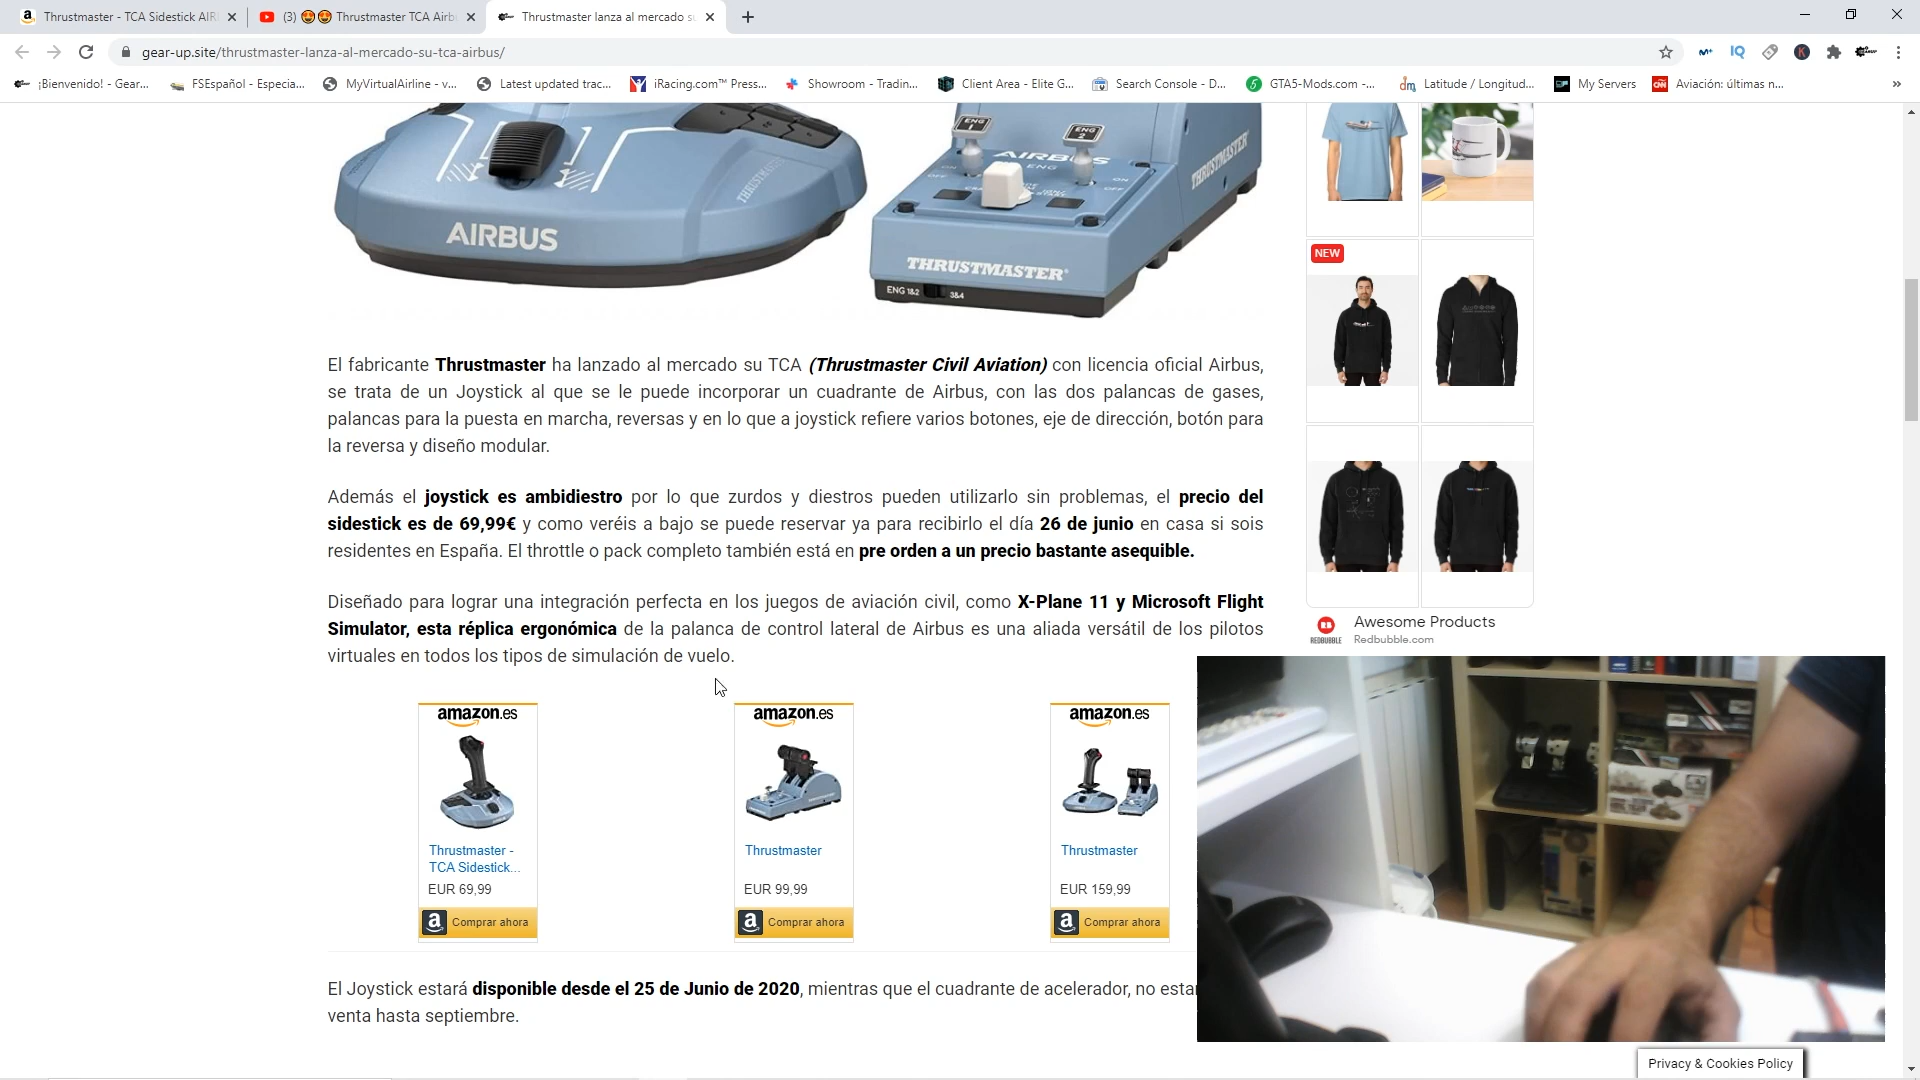 Thrustmaster - TCA Sidestick AIR
(3) 😍😍 Thrustmaster TCA Airb
Thrustmaster lanza al mercado su
gear-up.site/thrustmaster-lanza-al-mercado-su-tca-airbus/
¡Bienvenido! - Gear...
FSEspañol - Especia...
MyVirtualAirline - v...
Latest updated trac...
iRacing.com™ Press...
Showroom - Tradin...
Client Area - Elite G...
Search Console - D...
GTA5-Mods.com -...
Latitude / Longitud...
My Servers
Aviación: últimas n...
»
ENG 1
ENG 2
AIRBUS
ENG
ON
OFF
ON
OFF
THRUSTMASTER
THRUSTMASTER
AIRBUS
THRUSTMASTER®
ENG 1&2
3&4
NEW
El fabricante Thrustmaster ha lanzado al mercado su TCA (Thrustmaster Civil Aviation) con licencia oficial Airbus,
se trata de un Joystick al que se le puede incorporar un cuadrante de Airbus, con las dos palancas de gases,
palancas para la puesta en marcha, reversas y en lo que a joystick refiere varios botones, eje de dirección, botón para
la reversa y diseño modular.
Además el joystick es ambidiestro por lo que zurdos y diestros pueden utilizarlo sin problemas, el precio del
sidestick es de 69,99€ y como veréis a bajo se puede reservar ya para recibirlo el día 26 de junio en casa si sois
residentes en España. El throttle o pack completo también está en pre orden a un precio bastante asequible.
Diseñado para lograr una integración perfecta en los juegos de aviación civil, como X-Plane 11 y Microsoft Flight
Simulator, esta réplica ergonómica de la palanca de control lateral de Airbus es una aliada versátil de los pilotos
virtuales en todos los tipos de simulación de vuelo.
REDBUBBLE
Awesome Products
Redbubble.com
amazon.es
AIRBUS
Thrustmaster -
TCA Sidestick...
EUR 69,99
Comprar ahora
amazon.es
Thrustmaster
EUR 99,99
Comprar ahora
amazon.es
Thrustmaster
EUR 159,99
Comprar ahora
El Joystick estará disponible desde el 25 de Junio de 2020, mientras que el cuadrante de acelerador, no estar
venta hasta septiembre.
Privacy & Cookies Policy